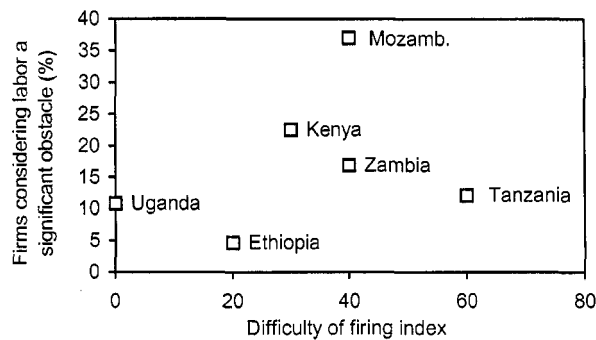 40
35
30
25
20
15
10
5
0
Firms considering labor a
significant obstacle (%)
Mozamb.
Kenya
Zambia
Uganda
Tanzania
Ethiopia
0 20 40 60 80
Difficulty of firing index